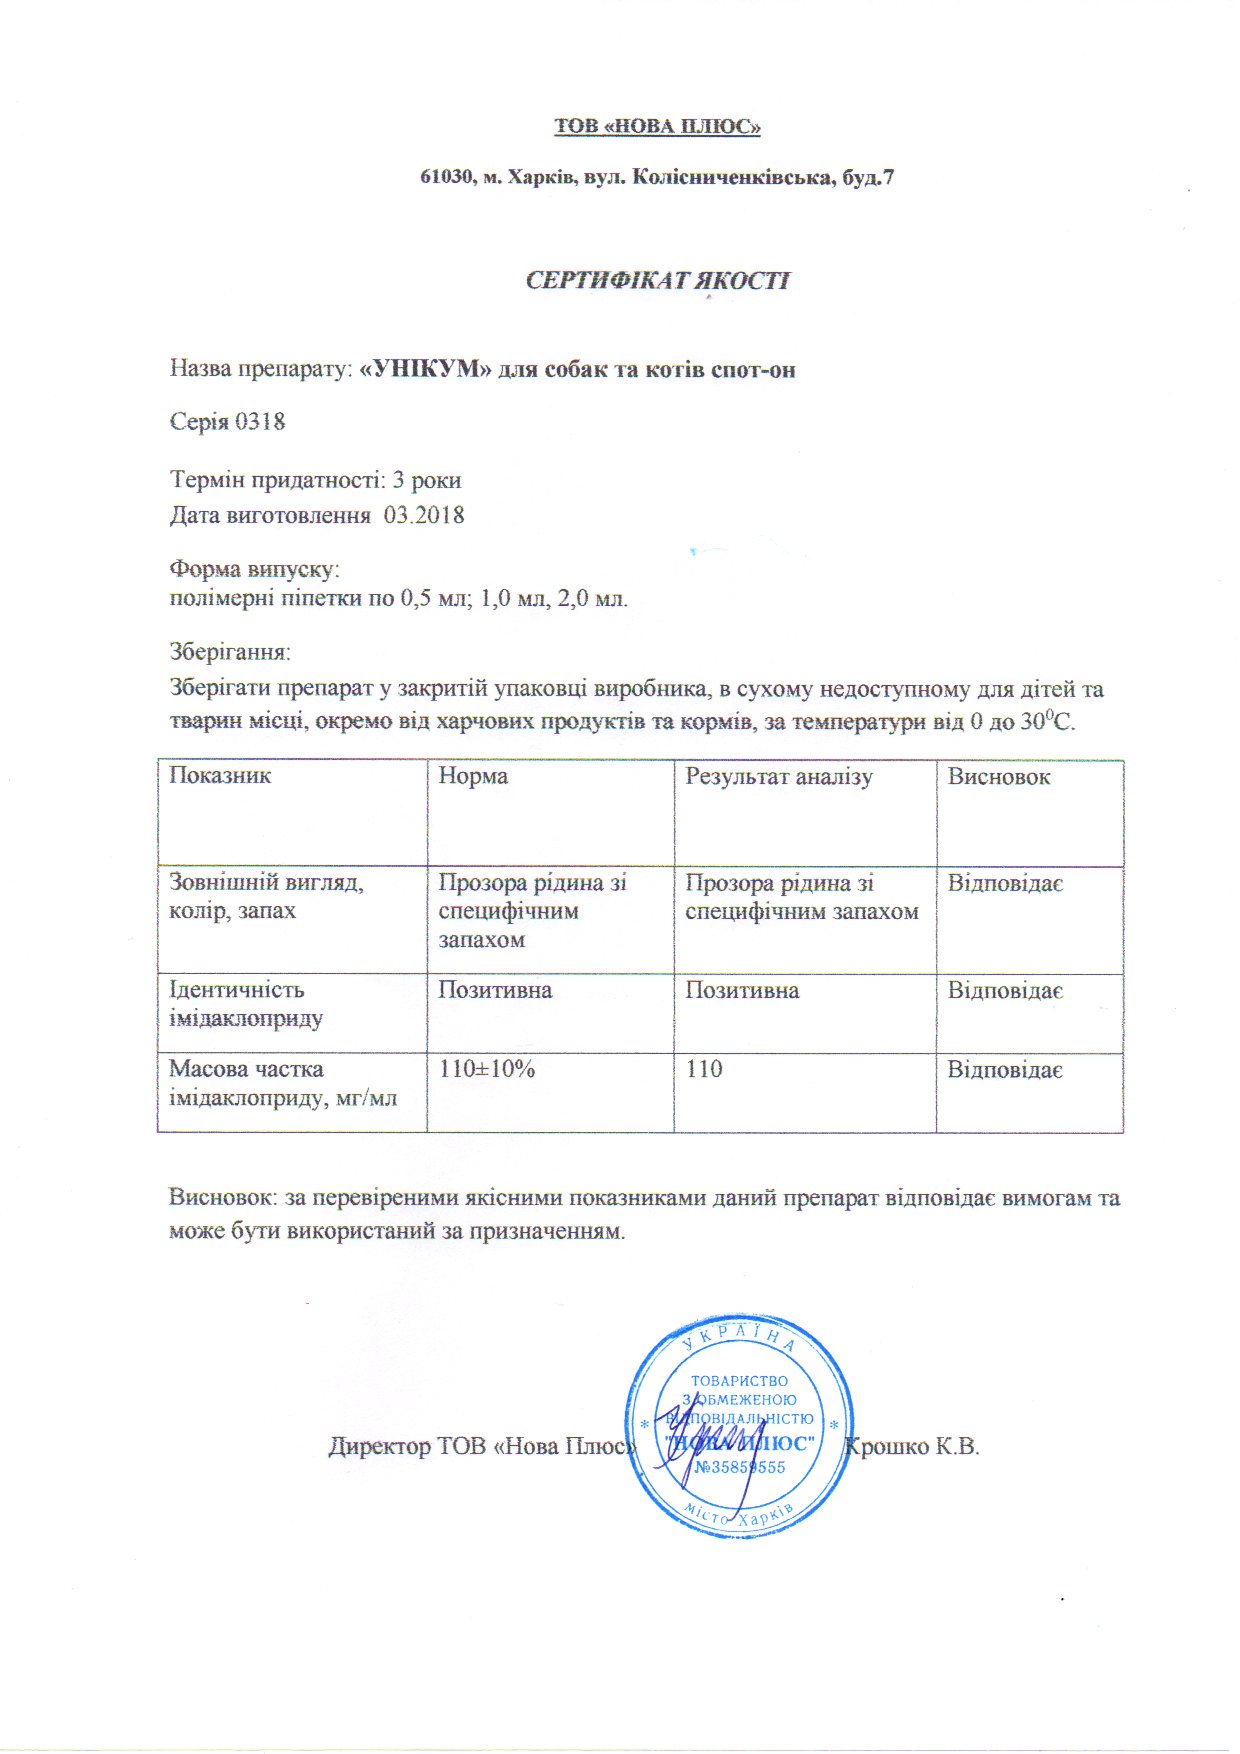 ТОВ «НОВА ПЛЮС»
61030, м. Харків, вул. Колісниченківська, буд.7
СЕРТИФІКАТ ЯКОСТІ
Назва препарату: «УНІКУМ» для собак та котів спот-он
Серія 0318
Термін придатності: 3 роки
Дата виготовлення 03.2018
Форма випуску:
полімерні піпетки по 0,5 мл; 1,0 мл, 2,0 мл.
Зберігання:
Зберігати препарат у закритій упаковці виробника, в сухому недоступному для дітей та
тварин місці, окремо від харчових продуктів та кормів, за температури від 0 до 30⁰С.
Показник Норма Результат аналізу Висновок
Зовнішній вигляд, Прозора рідина зі Прозора рідина зі Відповідає
колір, запах специфічним специфічним запахом
запахом
Ідентичність Позитивна Позитивна Відповідає
імідаклоприду
Масова частка 110±10% 110 Відповідає
імідаклоприду, мг/мл
Висновок: за перевіреними якісними показниками даний препарат відповідає вимогам та
може бути використаний за призначенням.
УКРАЇНА
ТОВАРИСТВО
З ОБМЕЖЕНОЮ
ВІДПОВІДАЛЬНІСТЮ
"НОВА ПЛЮС"
№35859555
місто Харків
Директор ТОВ «Нова Плюс» Крошко К.В.